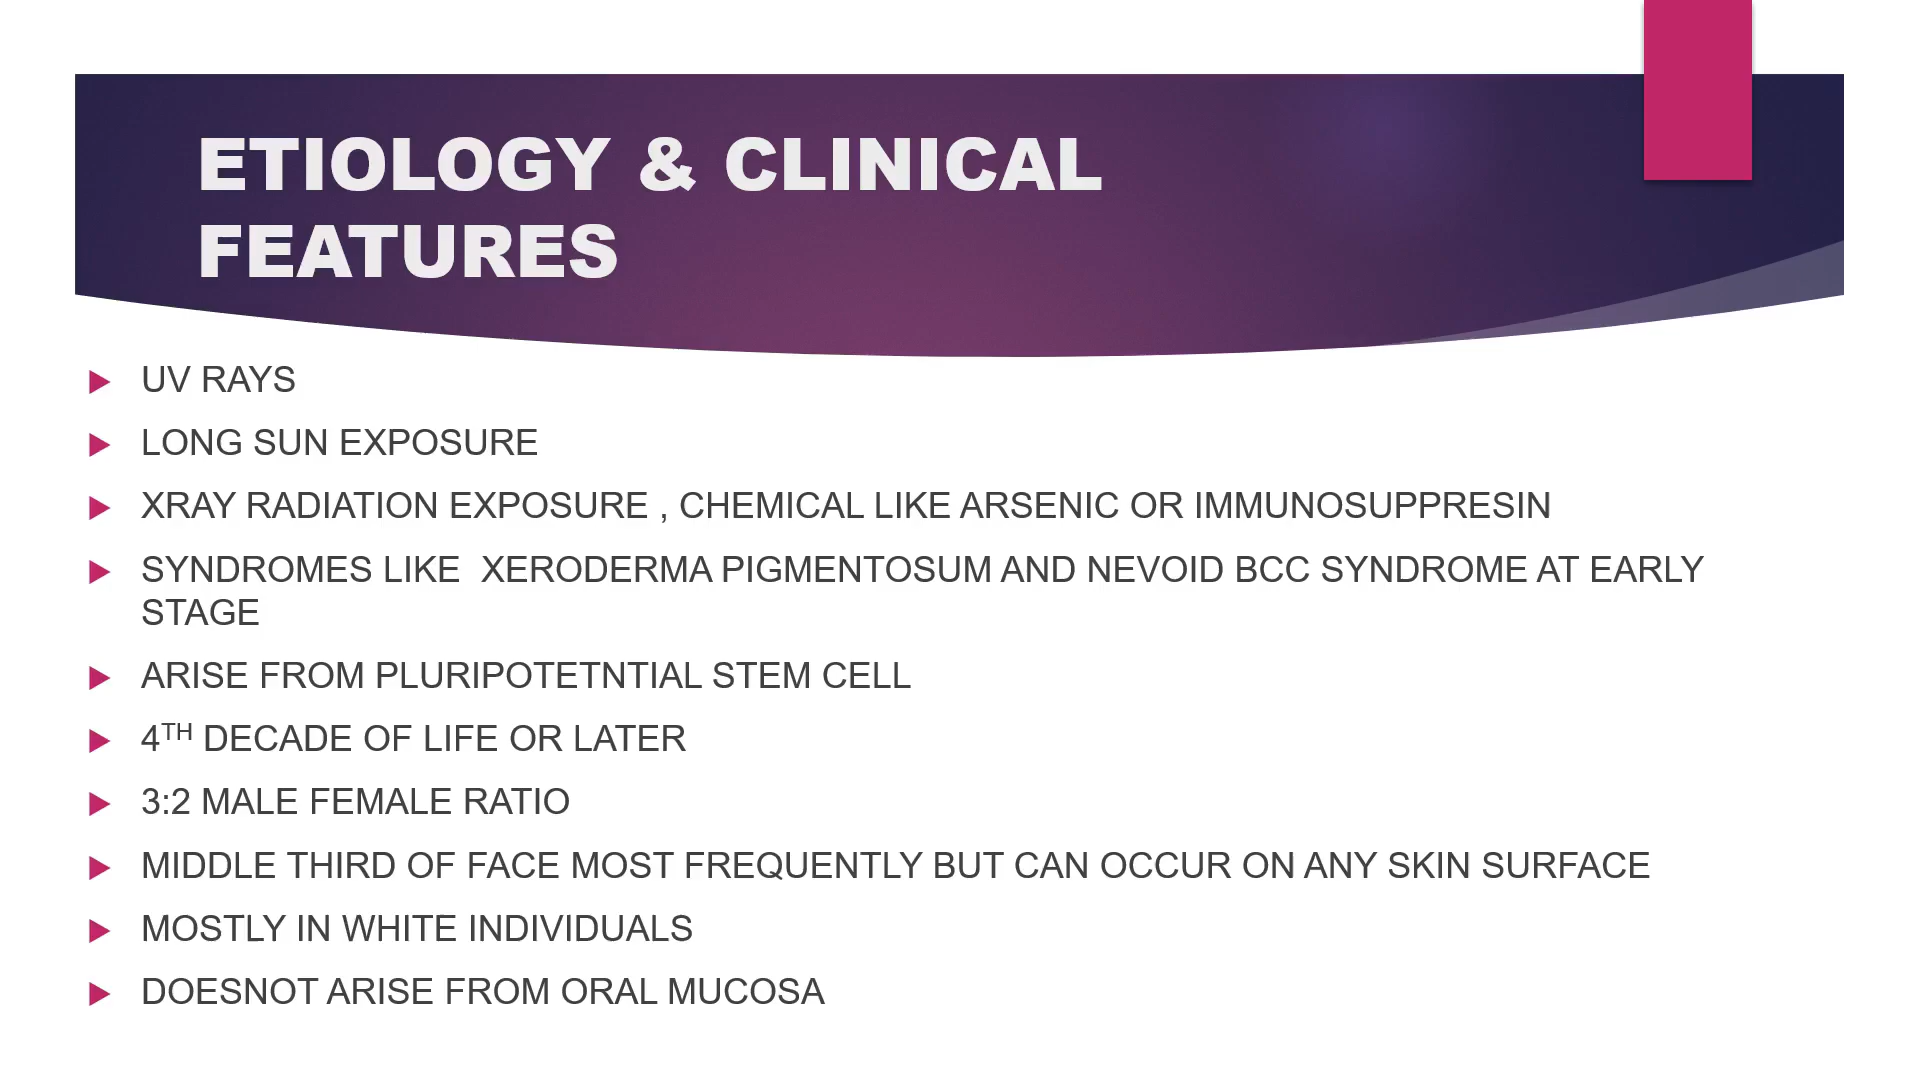 ETIOLOGY & CLINICAL
FEATURES
UV RAYS
LONG SUN EXPOSURE
XRAY RADIATION EXPOSURE , CHEMICAL LIKE ARSENIC OR IMMUNOSUPPRESIN
SYNDROMES LIKE  XERODERMA PIGMENTOSUM AND NEVOID BCC SYNDROME AT EARLY
STAGE
ARISE FROM PLURIPOTETNTIAL STEM CELL
4TH DECADE OF LIFE OR LATER
3:2 MALE FEMALE RATIO
MIDDLE THIRD OF FACE MOST FREQUENTLY BUT CAN OCCUR ON ANY SKIN SURFACE
MOSTLY IN WHITE INDIVIDUALS
DOESNOT ARISE FROM ORAL MUCOSA